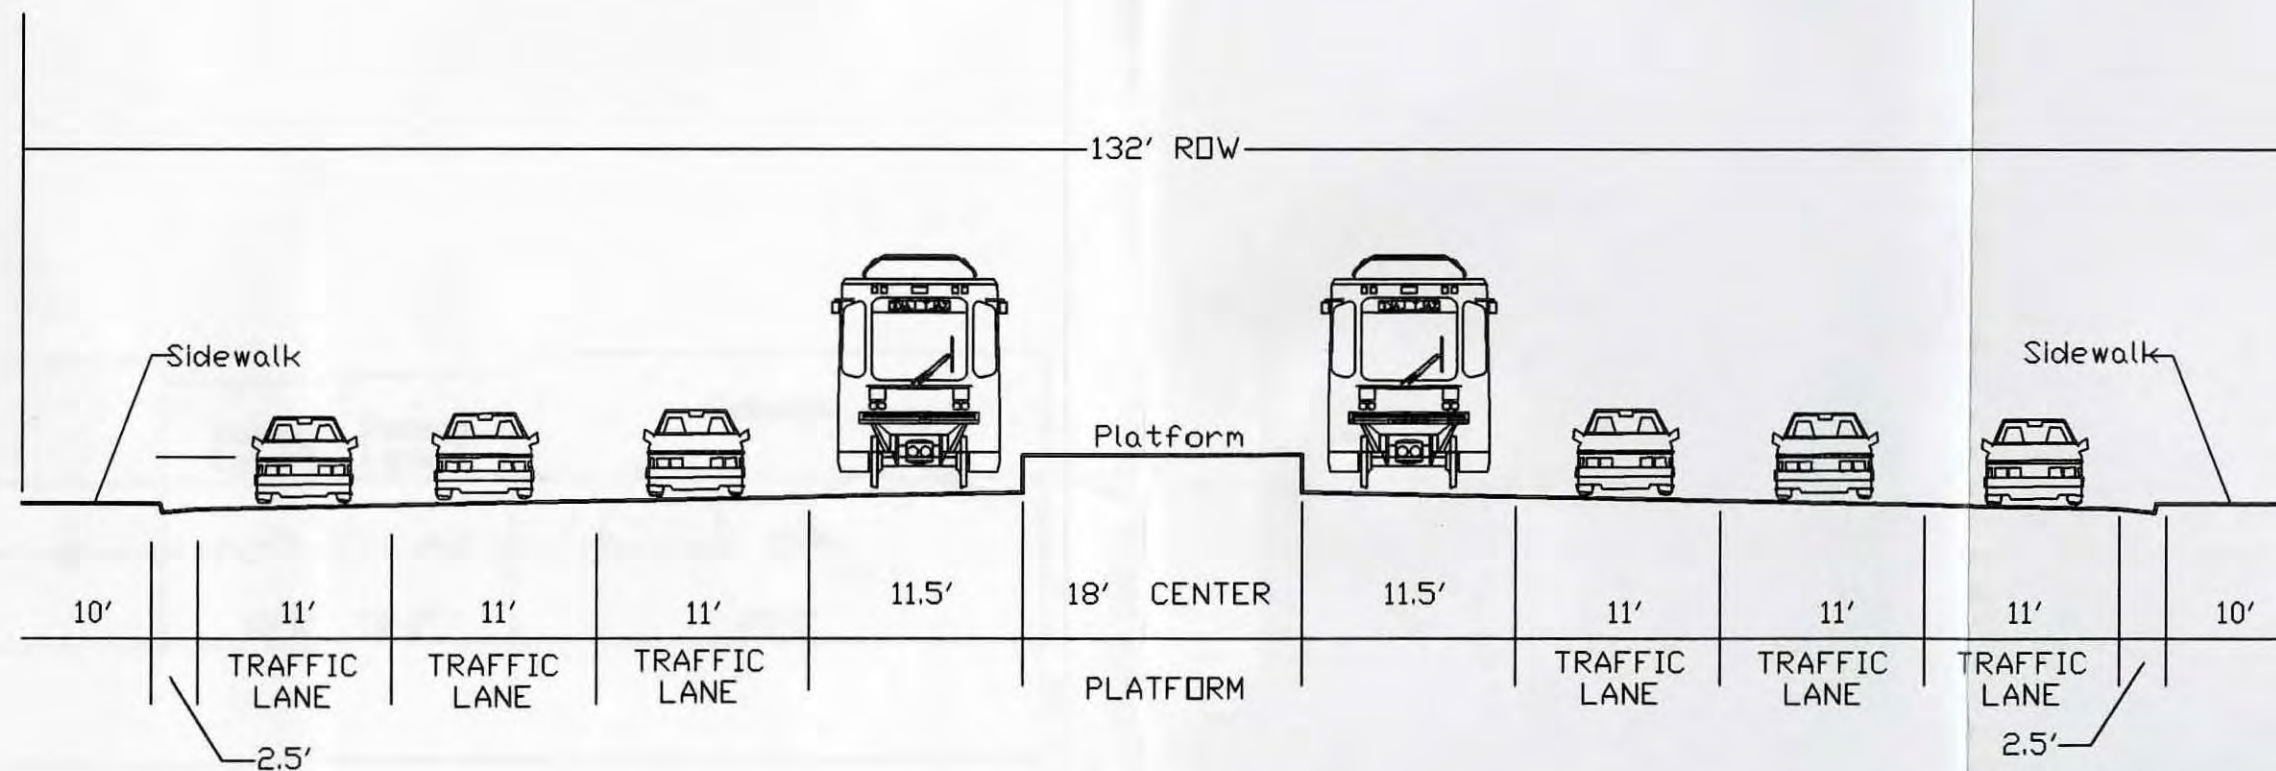 132' ROW
Sidewalk
Sidewalk
Platform
10'
11'
11'
11'
11.5'
18' CENTER
11.5'
11'
11'
11'
10'
TRAFFIC
LANE
TRAFFIC
LANE
TRAFFIC
LANE
PLATFORM
TRAFFIC
LANE
TRAFFIC
LANE
TRAFFIC
LANE
2.5'
2.5'